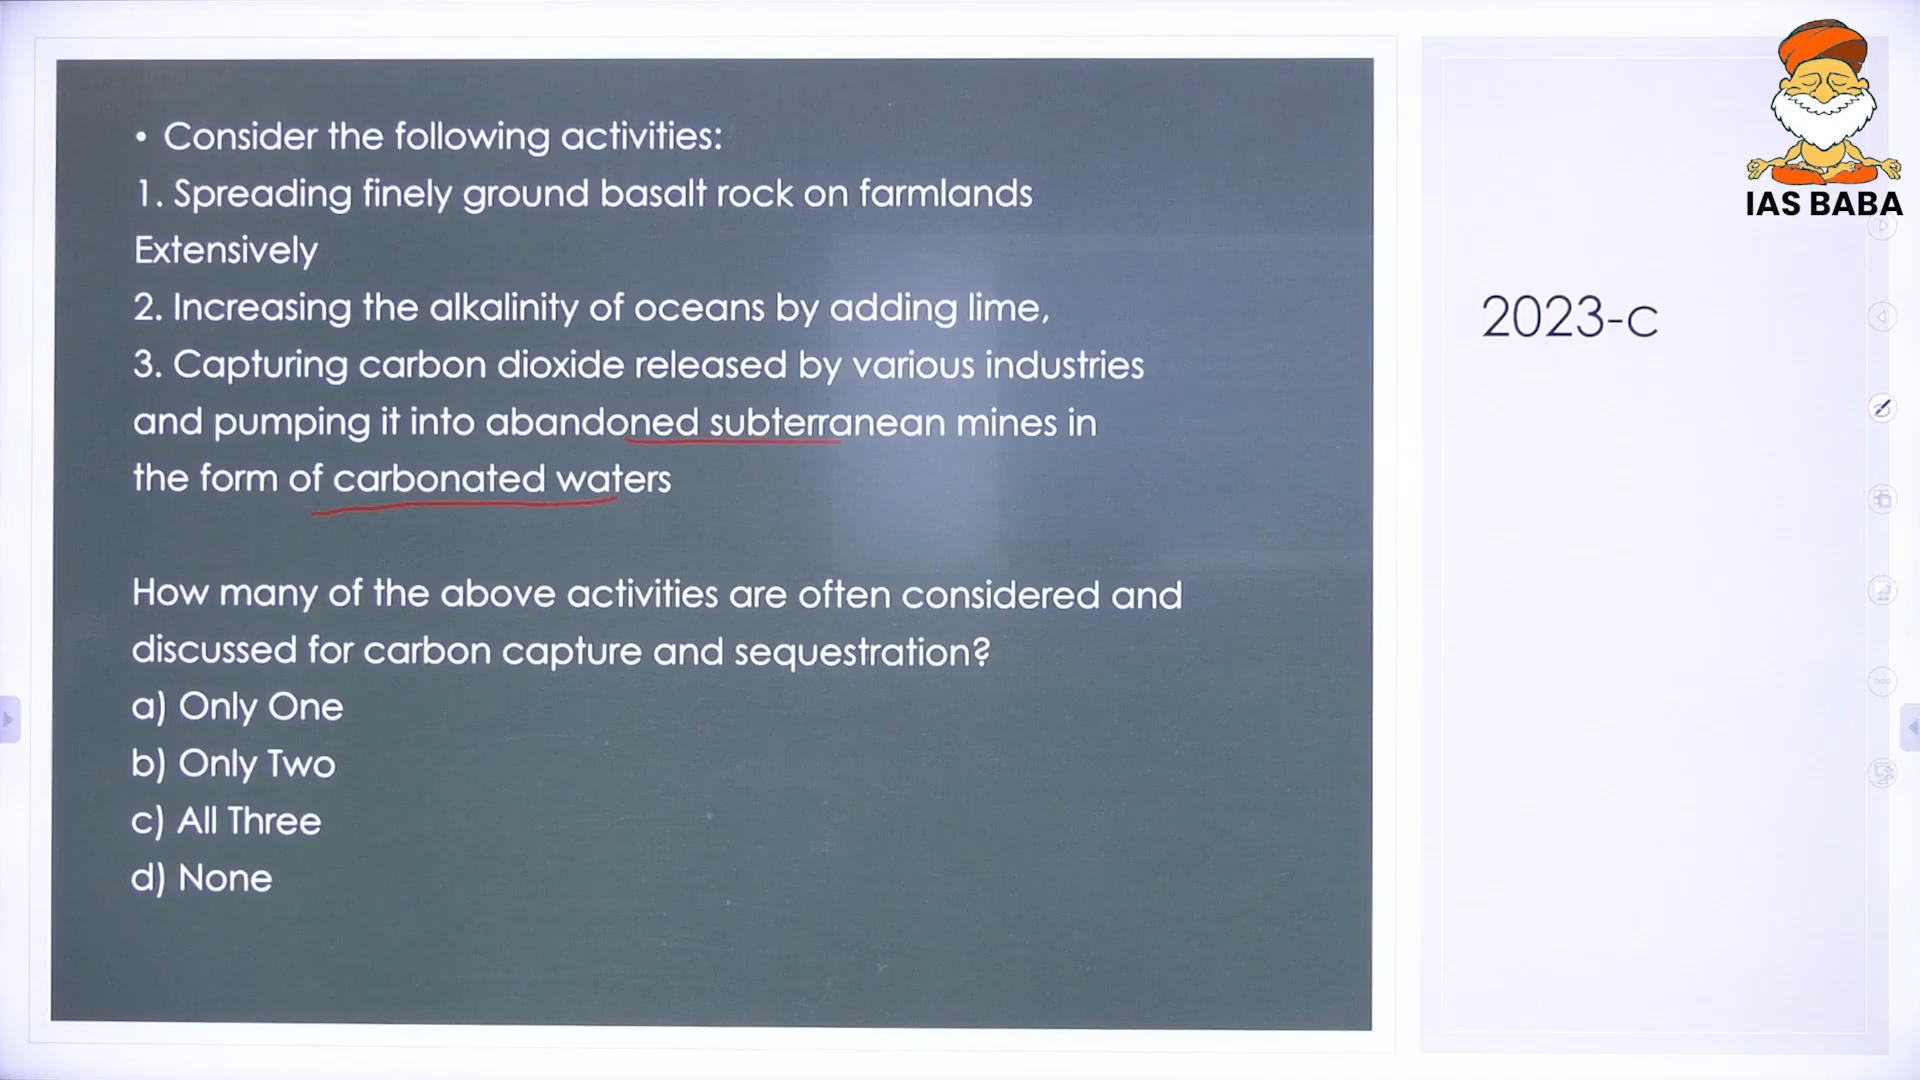 • Consider the following activities:
1. Spreading finely ground basalt rock on farmlands
Extensively
2. Increasing the alkalinity of oceans by adding lime,
3. Capturing carbon dioxide released by various industries
and pumping it into abandoned subterranean mines in
the form of carbonated waters
How many of the above activities are often considered and
discussed for carbon capture and sequestration?
a) Only One
b) Only Two
c) All Three
d) None
IAS BABA
2023-c